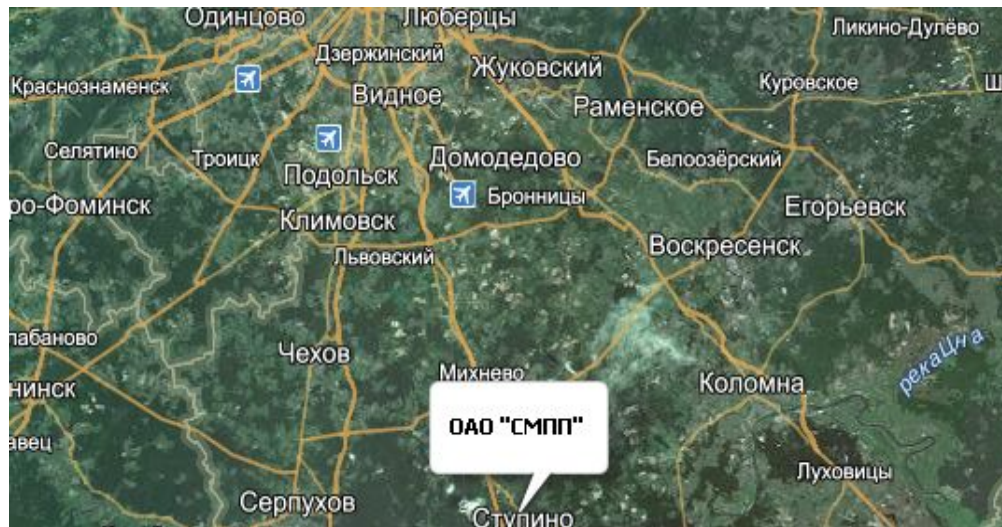 Одинцово
Люберцы
Ликино-Дулёво
Дзержинский
Краснознаменск
Жуковский
Куровское
Ш
Видное
Раменское
Селятино
Троицк
Домодедово
Белоозёрский
Подольск
Бронницы
ро-Фоминск
Климовск
Егорьевск
Львовский
Воскресенск
лабаново
Чехов
река Цна
Михнево
нинск
Коломна
ОАО "СМПП"
авец
Луховицы
Серпухов
Ступино